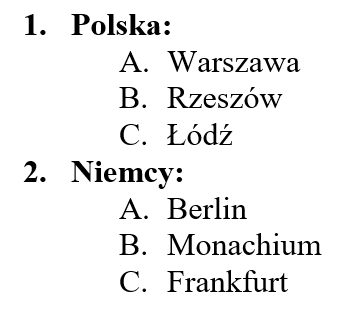 1. Polska:
A. Warszawa
B. Rzeszów
C. Łódź
2. Niemcy:
A. Berlin
B. Monachium
C. Frankfurt